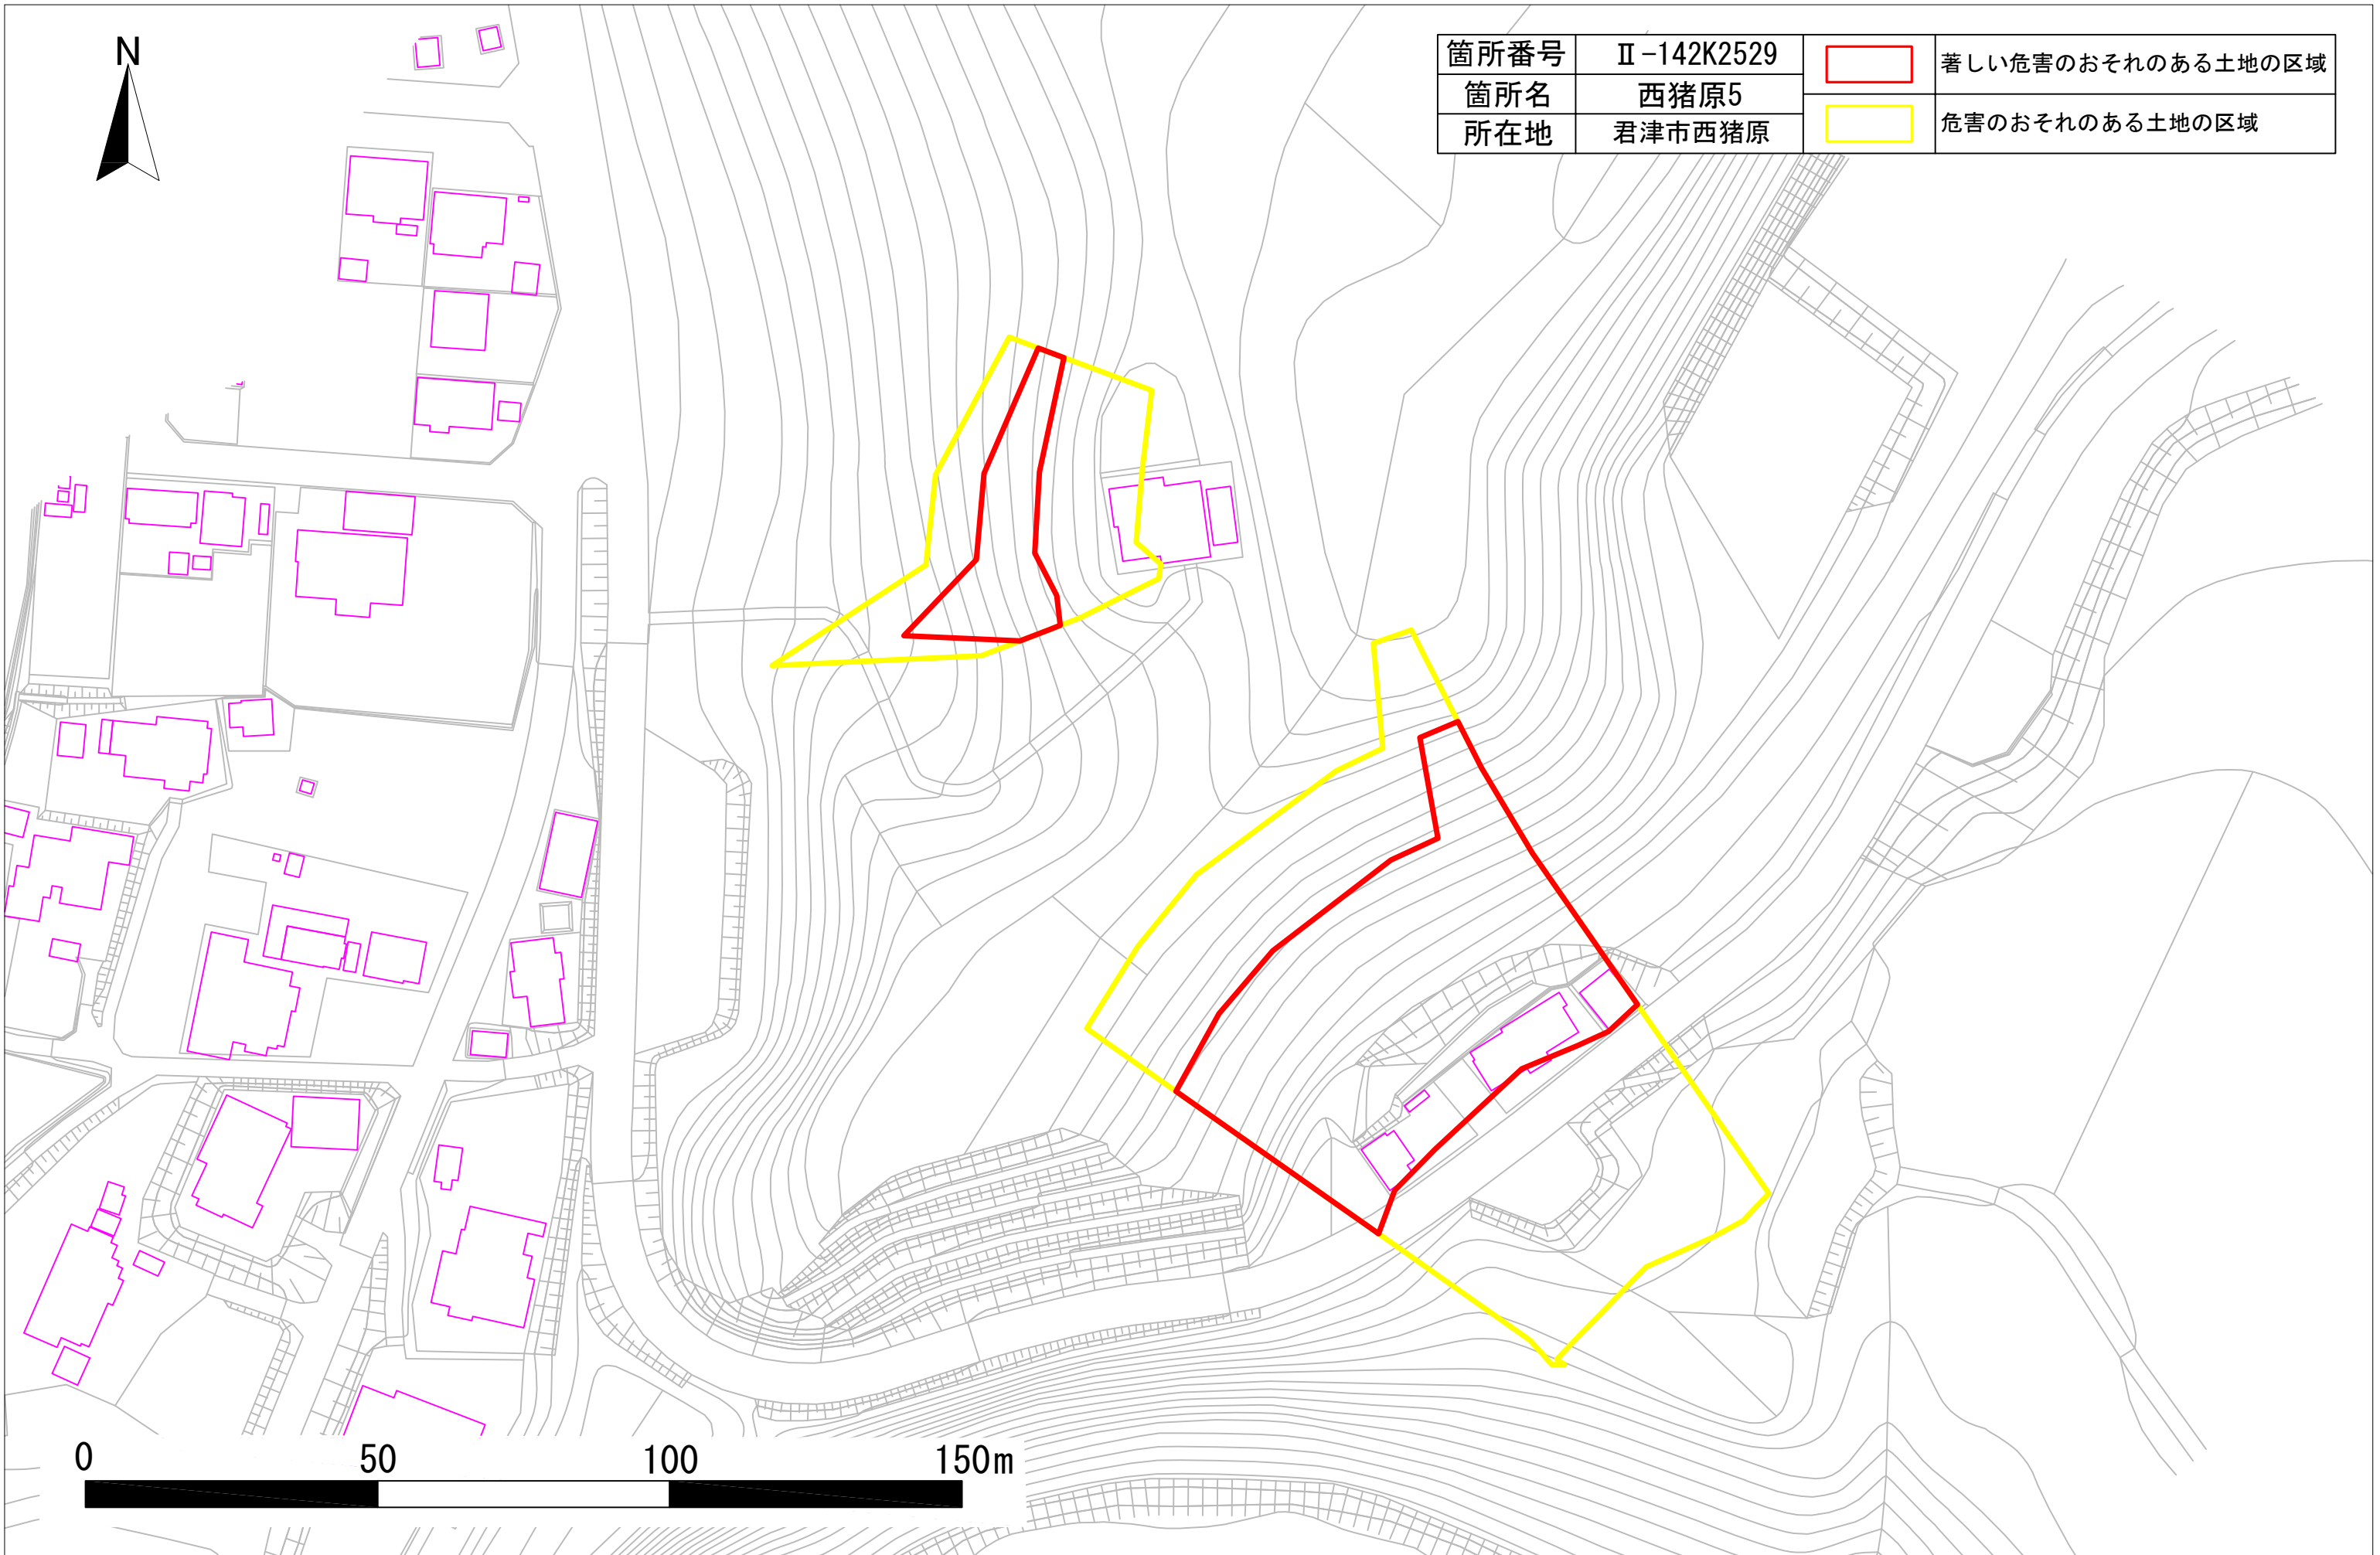 N
箇所番号 Ⅱ-142K2529
箇所名 西猪原5
所在地 君津市西猪原
著しい危害のおそれのある土地の区域
危害のおそれのある土地の区域
0 50 100 150m